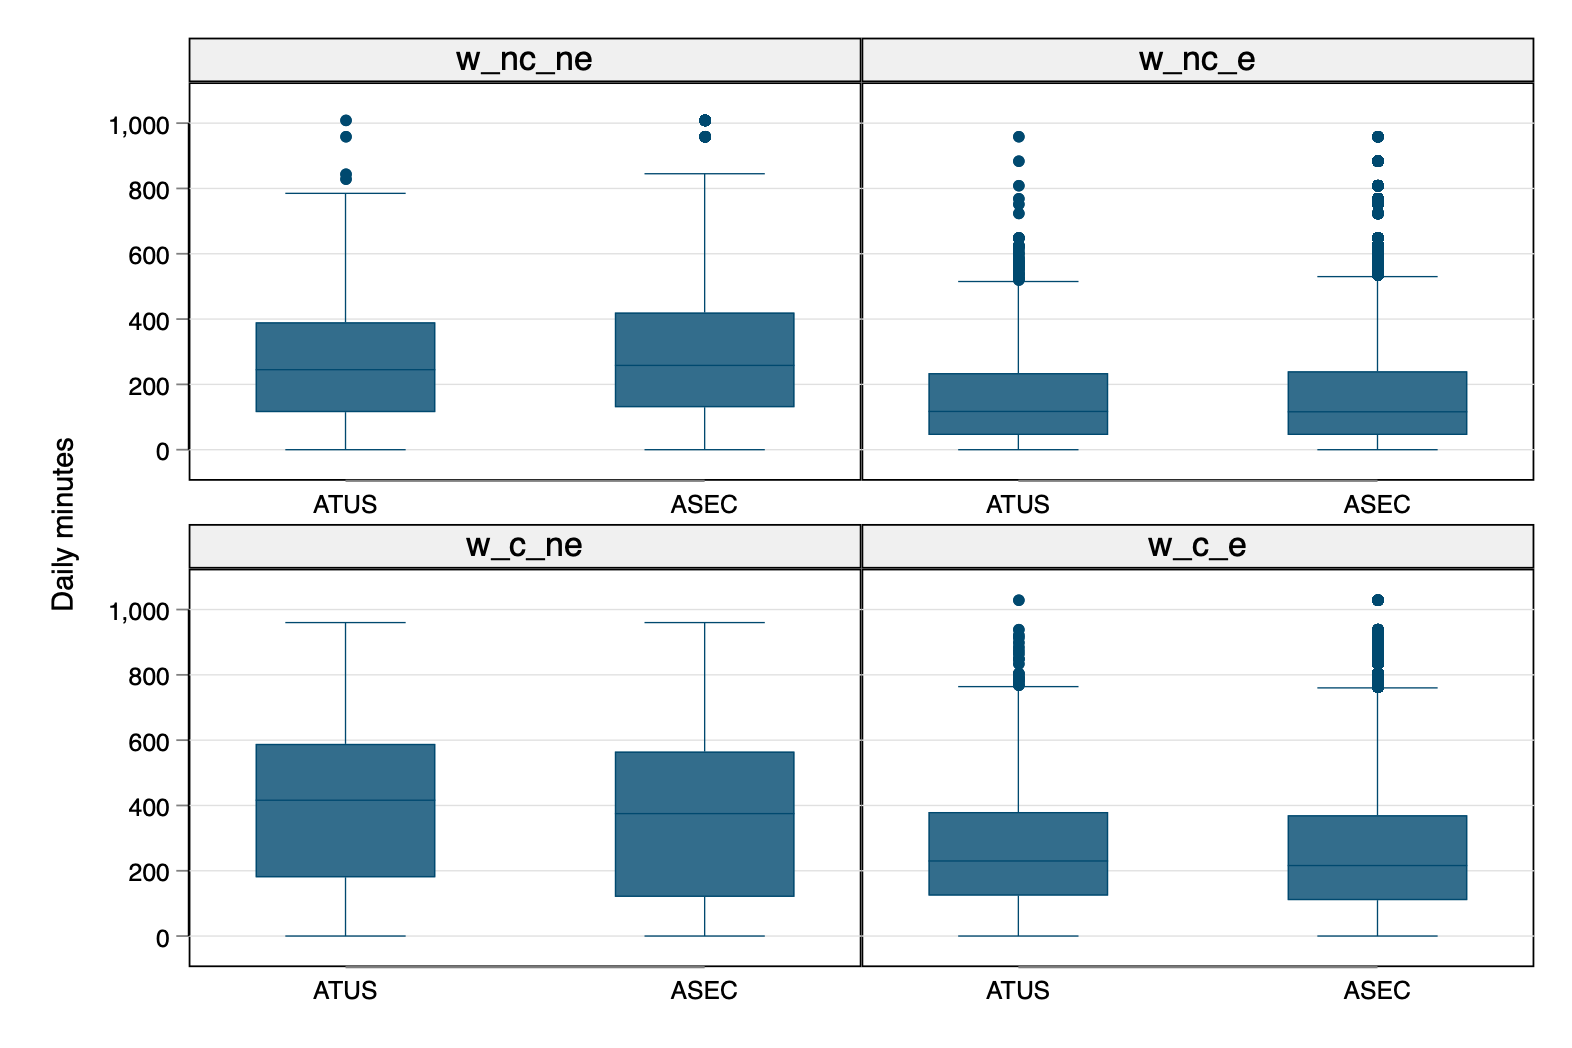 w_nc_ne
w_nc_e
1,000
800
600
400
200
0
ATUS
ASEC
ATUS
ASEC
Daily minutes
w_c_ne
w_c_e
1,000
800
600
400
200
0
ATUS
ASEC
ATUS
ASEC